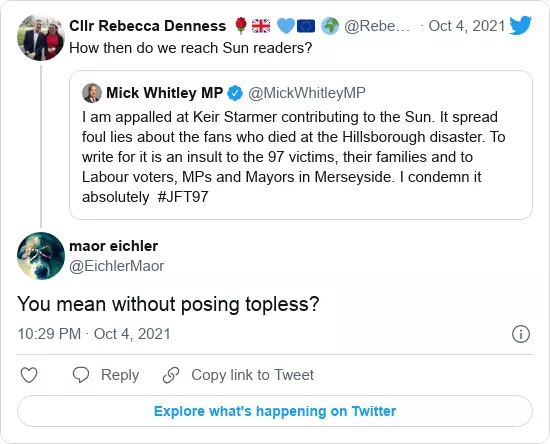 Cllr Rebecca Denness 🌹🇬🇧 💙🇪🇺 🌍 @Rebe… · Oct 4, 2021
How then do we reach Sun readers?
Mick Whitley MP @MickWhitleyMP
I am appalled at Keir Starmer contributing to the Sun. It spread
foul lies about the fans who died at the Hillsborough disaster. To
write for it is an insult to the 97 victims, their families and to
Labour voters, MPs and Mayors in Merseyside. I condemn it
absolutely #JFT97
maor eichler
@EichlerMaor
You mean without posing topless?
10:29 PM · Oct 4, 2021
Reply
Copy link to Tweet
Explore what's happening on Twitter